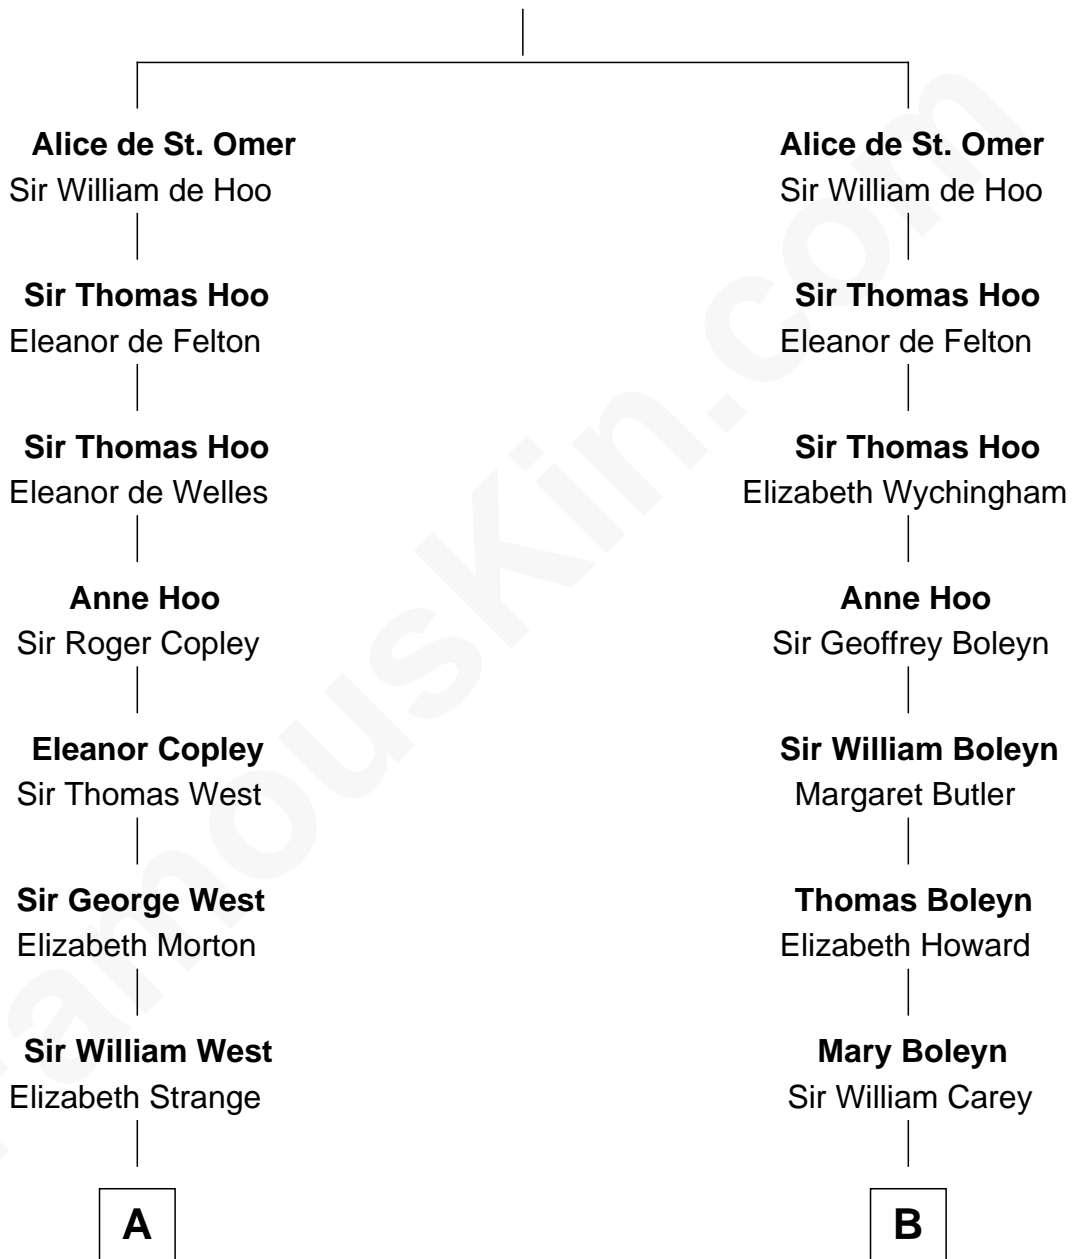 Alice de St. Omer
Sir William de Hoo
Sir Thomas Hoo
Eleanor de Felton
Sir Thomas Hoo
Eleanor de Welles
Anne Hoo
Sir Roger Copley
Eleanor Copley
Sir Thomas West
Sir George West
Elizabeth Morton
Sir William West
Elizabeth Strange
A
Alice de St. Omer
Sir William de Hoo
Sir Thomas Hoo
Eleanor de Felton
Sir Thomas Hoo
Elizabeth Wychingham
Anne Hoo
Sir Geoffrey Boleyn
Sir William Boleyn
Margaret Butler
Thomas Boleyn
Elizabeth Howard
Mary Boleyn
Sir William Carey
B
FamousKin.com